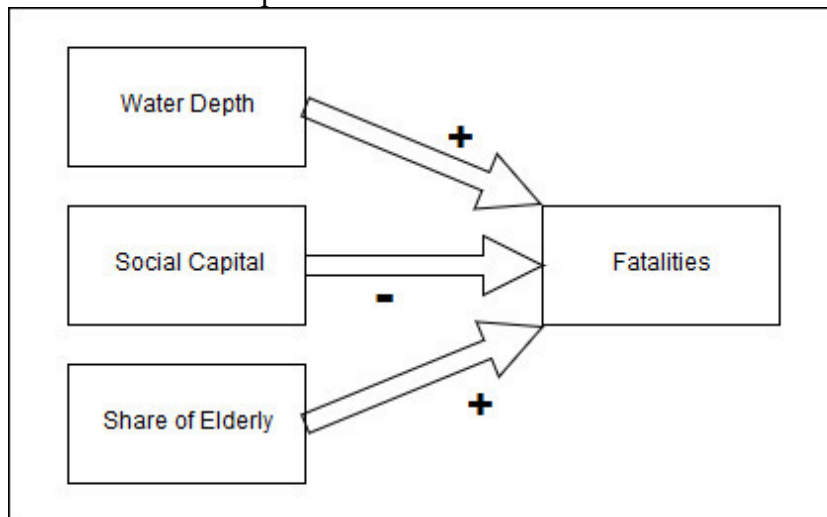 Water Depth
+
Social Capital
Fatalities
-
Share of Elderly
+